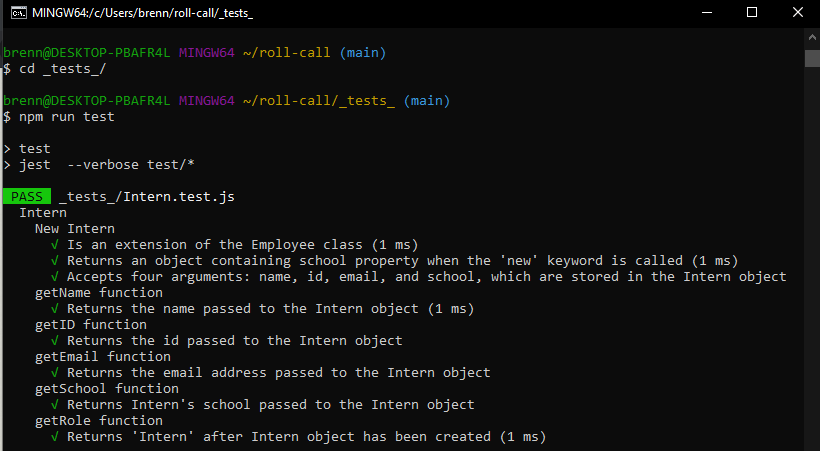 MINGW64:/c/Users/brenn/roll-call/_tests_
brenn@DESKTOP-PBAFR4L MINGW64 ~/roll-call (main)
$ cd _tests_/
brenn@DESKTOP-PBAFR4L MINGW64 ~/roll-call/_tests_ (main)
$ npm run test
> test
> jest  --verbose test/*
PASS _tests_/Intern.test.js
Intern
New Intern
√ Is an extension of the Employee class (1 ms)
√ Returns an object containing school property when the 'new' keyword is called (1 ms)
√ Accepts four arguments: name, id, email, and school, which are stored in the Intern object
getName function
√ Returns the name passed to the Intern object (1 ms)
getID function
√ Returns the id passed to the Intern object
getEmail function
√ Returns the email address passed to the Intern object
getSchool function
√ Returns Intern's school passed to the Intern object
getRole function
√ Returns 'Intern' after Intern object has been created (1 ms)